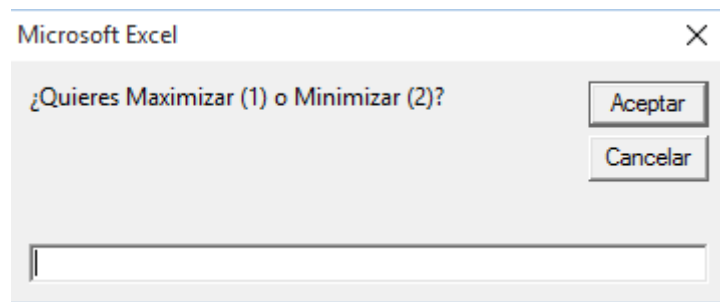 Microsoft Excel
¿Quieres Maximizar (1) o Minimizar (2)?
Aceptar
Cancelar